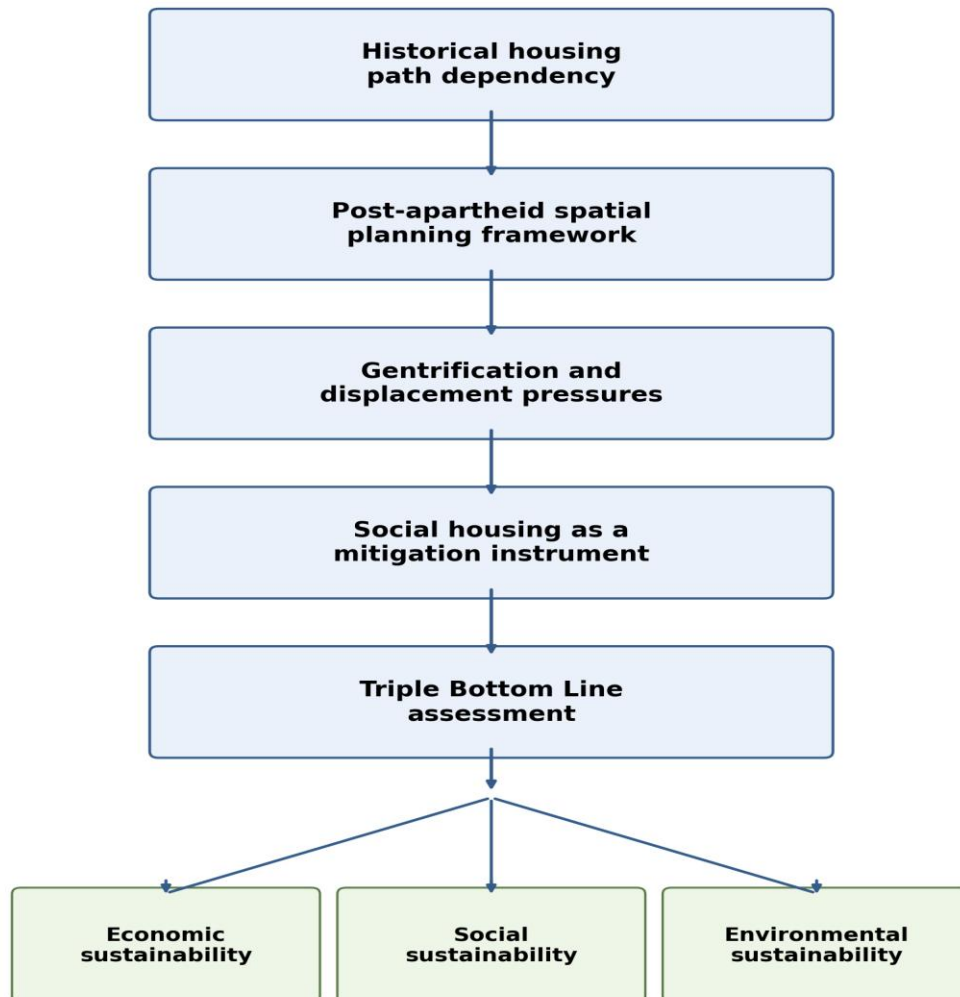 Historical housing
path dependency
Post-apartheid spatial
planning framework
Gentrification and
displacement pressures
Social housing as a
mitigation instrument
Triple Bottom Line
assessment
Economic
sustainability
Social
sustainability
Environmental
sustainability